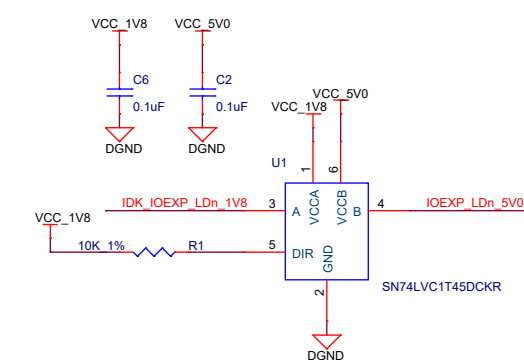 VCC_1V8 VCC_5V0
C6 C2
0.1uF 0.1uF
DGND DGND
VCC_5V0
VCC_1V8
U1
1 6
VCCA VCCB
IDK_IOEXP_LDn_1V8 3 A B 4 IOEXP_LDn_5V0
VCC_1V8
10K_1% R1 5 DIR
GND
2
SN74LVC1T45DCKR
DGND